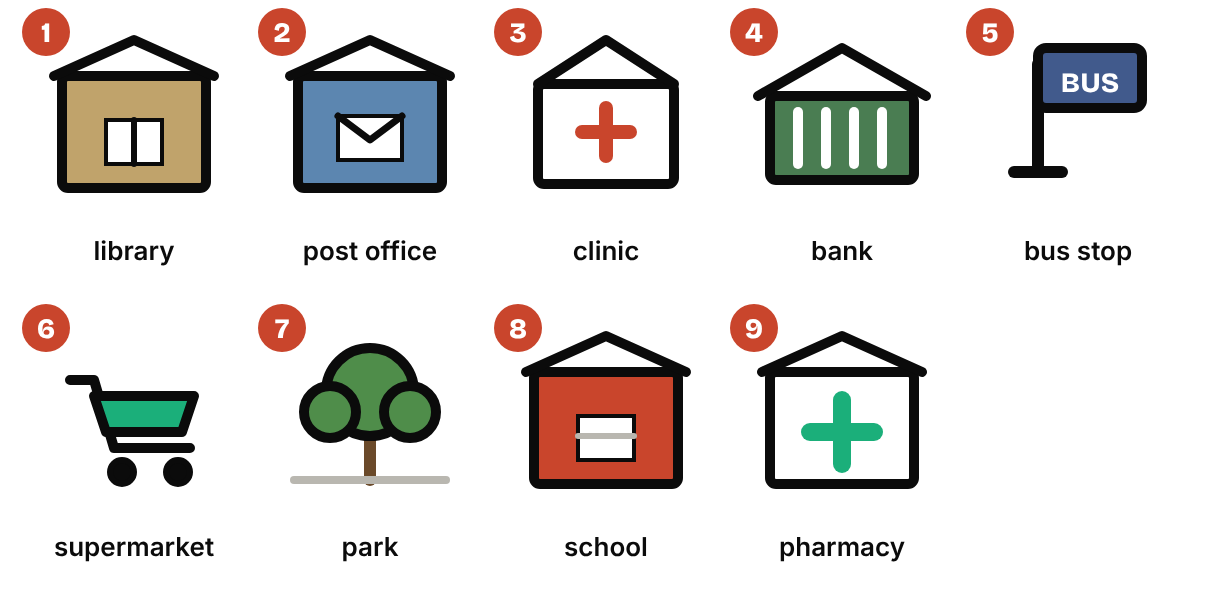 1
library
2
post office
3
clinic
4
bank
5
BUS
bus stop
6
supermarket
7
park
8
school
9
pharmacy